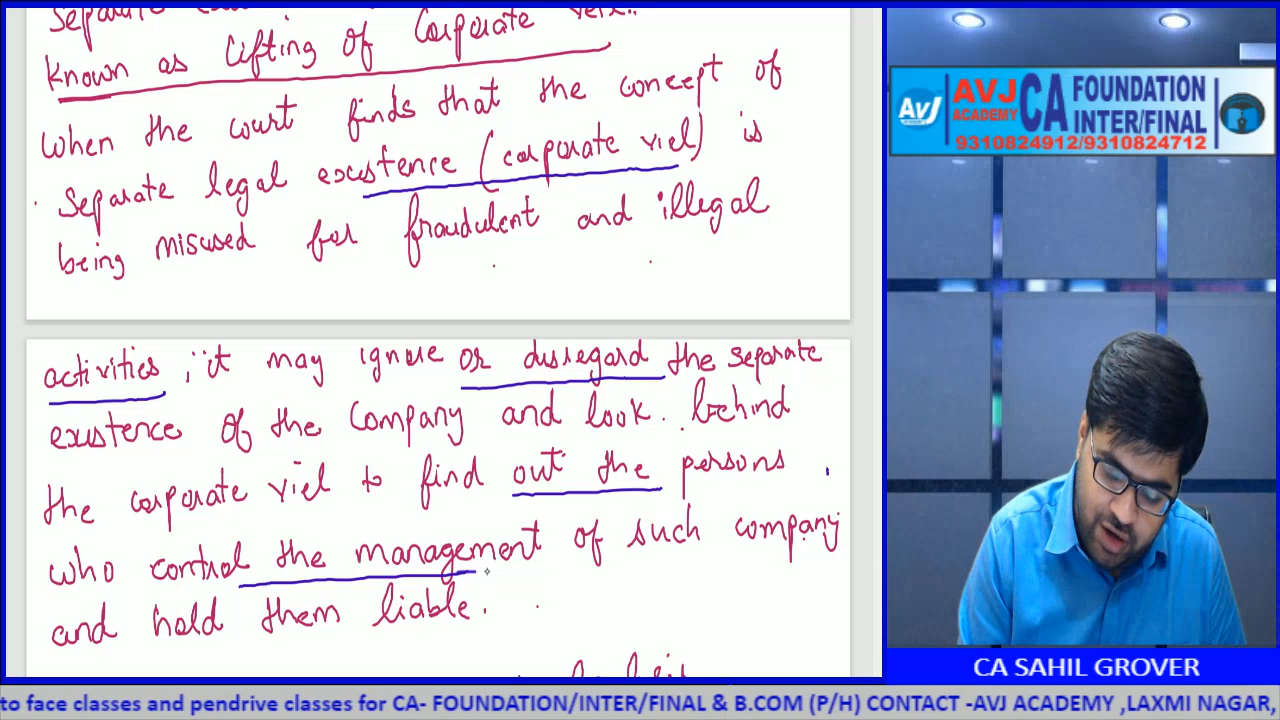 Separate
known as lifting of Corporate veil..
When the court finds that the concept of
Separate legal existence (corporate viel) is
being misused for fraudulent and illegal
activities ; it may ignore or disregard the separate
existence of the Company and look behind
the corporate viel to find out the persons
who control the management of such company
and hold them liable.
AVJ
AVJ ACADEMY CA FOUNDATION INTER/FINAL
9310824912/9310824712
CA SAHIL GROVER
to face classes and pendrive classes for CA- FOUNDATION/INTER/FINAL & B.COM (P/H) CONTACT -AVJ ACADEMY ,LAXMI NAGAR,